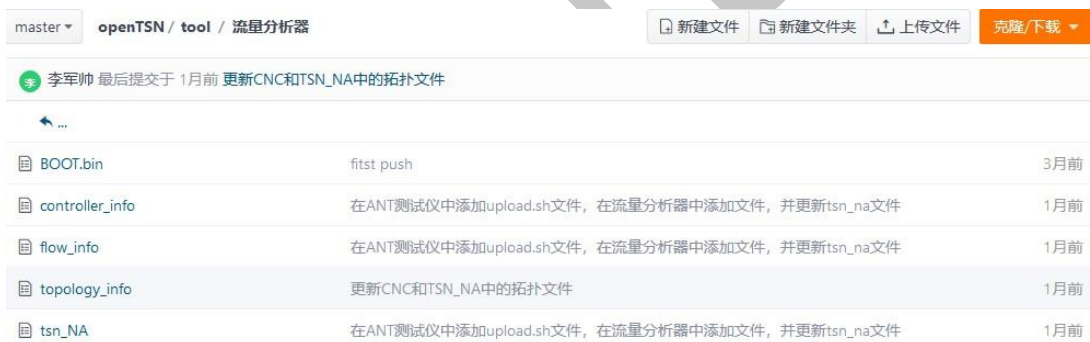 master openTSN / tool / 流量分析器 新建文件 新建文件夹 上传文件 克隆/下载
李 李军帅 最后提交于 1月前 更新CNC和TSN_NA中的拓扑文件
...
BOOT.bin fitst push 3月前
controller_info 在ANT测试仪中添加upload.sh文件，在流量分析器中添加文件，并更新tsn_na文件 1月前
flow_info 在ANT测试仪中添加upload.sh文件，在流量分析器中添加文件，并更新tsn_na文件 1月前
topology_info 更新CNC和TSN_NA中的拓扑文件 1月前
tsn_NA 在ANT测试仪中添加upload.sh文件，在流量分析器中添加文件，并更新tsn_na文件 1月前